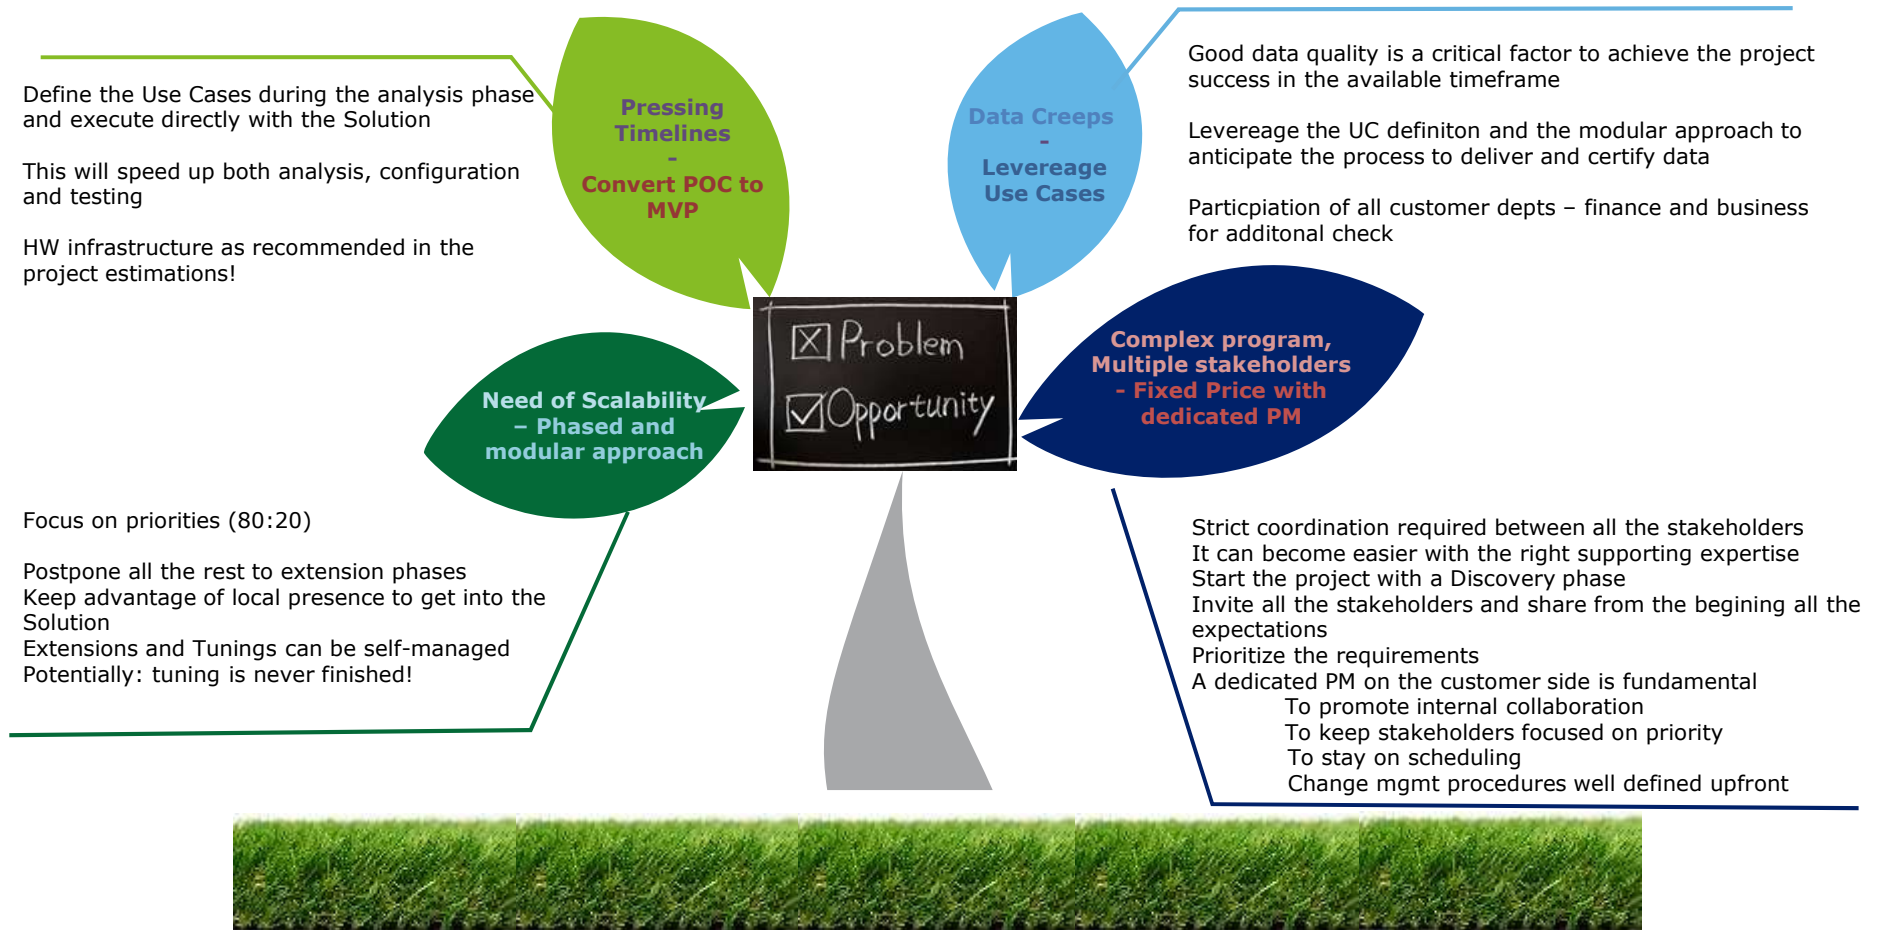 Define the Use Cases during the analysis phase
and execute directly with the Solution
This will speed up both analysis, configuration
and testing
HW infrastructure as recommended in the
project estimations!
Pressing
Timelines
-
Convert POC to
MVP
Data Creeps
-
Levereage
Use Cases
Good data quality is a critical factor to achieve the project
success in the available timeframe
Levereage the UC definiton and the modular approach to
anticipate the process to deliver and certify data
Particpiation of all customer depts – finance and business
for additonal check
Need of Scalability
– Phased and
modular approach
Problem
Opportunity
Complex program,
Multiple stakeholders
- Fixed Price with
dedicated PM
Focus on priorities (80:20)
Postpone all the rest to extension phases
Keep advantage of local presence to get into the
Solution
Extensions and Tunings can be self-managed
Potentially: tuning is never finished!
Strict coordination required between all the stakeholders
It can become easier with the right supporting expertise
Start the project with a Discovery phase
Invite all the stakeholders and share from the begining all the
expectations
Prioritize the requirements
A dedicated PM on the customer side is fundamental
To promote internal collaboration
To keep stakeholders focused on priority
To stay on scheduling
Change mgmt procedures well defined upfront